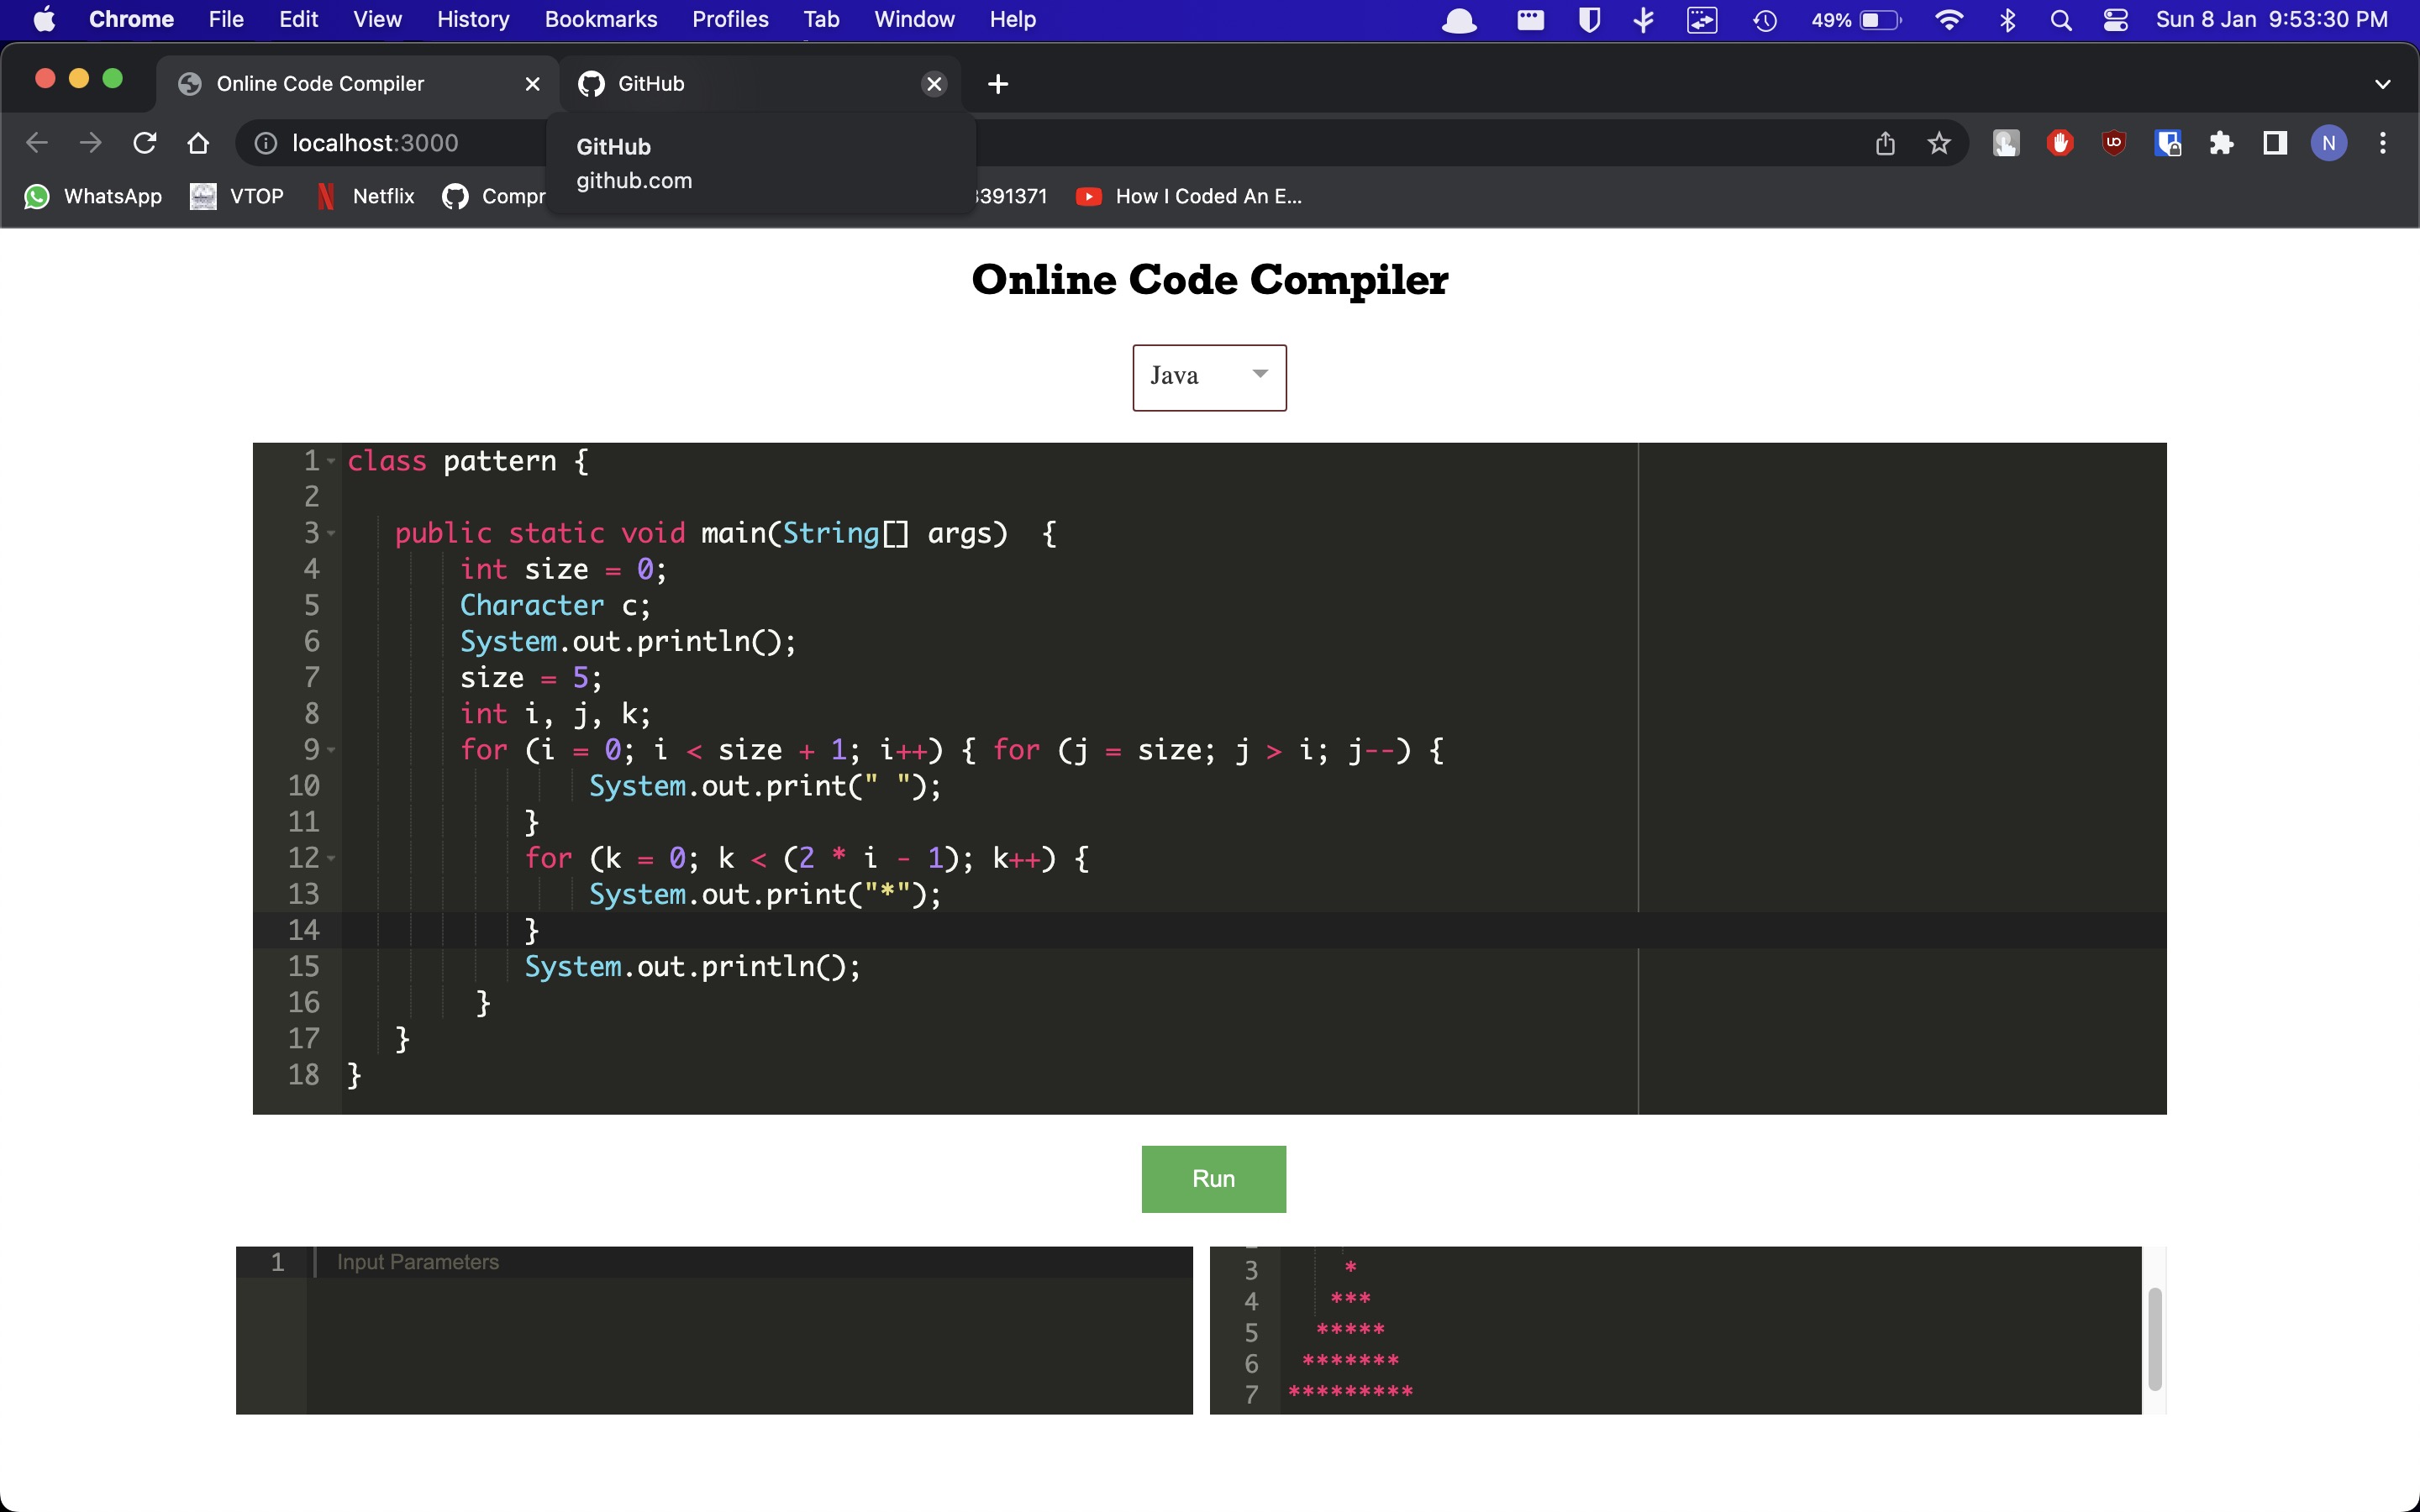 Chrome File Edit View History Bookmarks Profiles Tab Window Help 49% Sun 8 Jan 9:53:30 PM
Online Code Compiler GitHub
localhost:3000
GitHub
github.com
N
WhatsApp VTOP Netflix Compr 3391371 How I Coded An E...
Online Code Compiler
Java
1 class pattern {
2
3 public static void main(String[] args)  {
4 int size = 0;
5 Character c;
6 System.out.println();
7 size = 5;
8 int i, j, k;
9 for (i = 0; i < size + 1; i++) { for (j = size; j > i; j--) {
10 System.out.print(" ");
11 }
12 for (k = 0; k < (2 * i - 1); k++) {
13 System.out.print("*");
14 }
15 System.out.println();
16 }
17 }
18 }
Run
1 Input Parameters
3 *
4 ***
5 *****
6 *******
7 *********